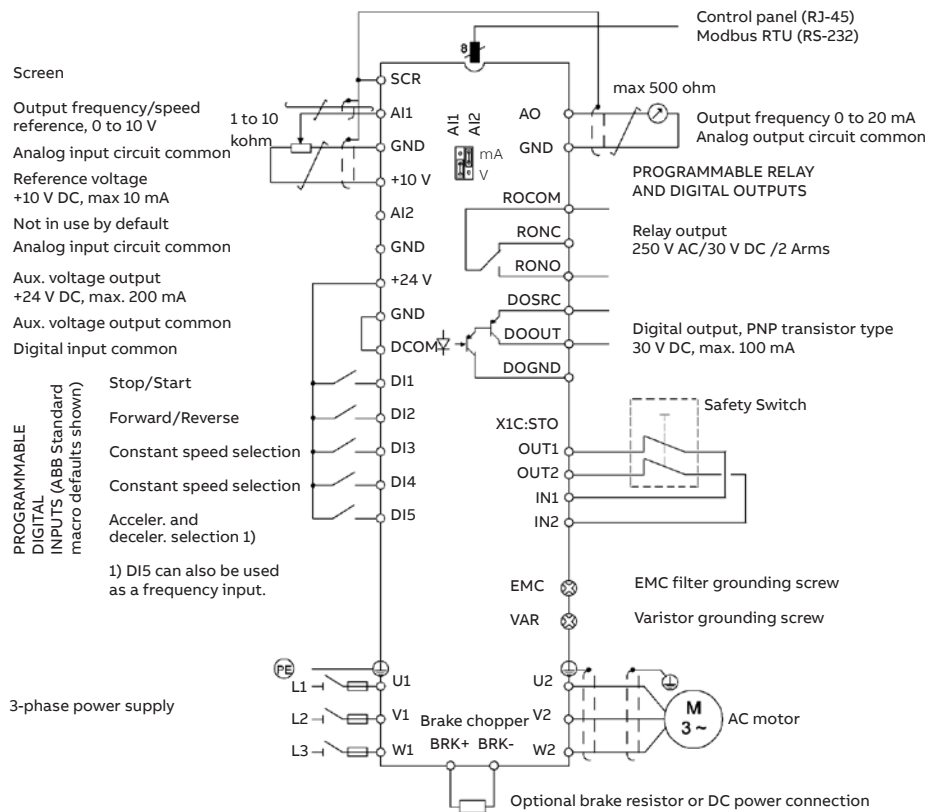 Control panel (RJ-45)
Modbus RTU (RS-232)
8
Screen
SCR
Output frequency/speed
reference, 0 to 10 V
1 to 10
kohm
AI1
Analog input circuit common
GND
Reference voltage
+10 V DC, max 10 mA
+10 V
Not in use by default
AI2
Analog input circuit common
GND
Aux. voltage output
+24 V DC, max. 200 mA
+24 V
Aux. voltage output common
GND
Digital input common
DCOM
PROGRAMMABLE
DIGITAL
INPUTS (ABB Standard
macro defaults shown)
Stop/Start
DI1
Forward/Reverse
DI2
Constant speed selection
DI3
Constant speed selection
DI4
Acceler. and
deceler. selection 1)
DI5
1) DI5 can also be used
as a frequency input.
AI1
AI2
mA
V
max 500 ohm
AO
Output frequency 0 to 20 mA
GND
Analog output circuit common
PROGRAMMABLE RELAY
AND DIGITAL OUTPUTS
ROCOM
RONC
RONO
Relay output
250 V AC/30 V DC /2 Arms
DOSRC
DOOUT
DOGND
Digital output, PNP transistor type
30 V DC, max. 100 mA
Safety Switch
X1C:STO
OUT1
OUT2
IN1
IN2
EMC
EMC filter grounding screw
VAR
Varistor grounding screw
3-phase power supply
PE
L1
U1
L2
V1
L3
W1
Brake chopper
BRK+ BRK-
U2
V2
W2
M
3 ~
AC motor
Optional brake resistor or DC power connection